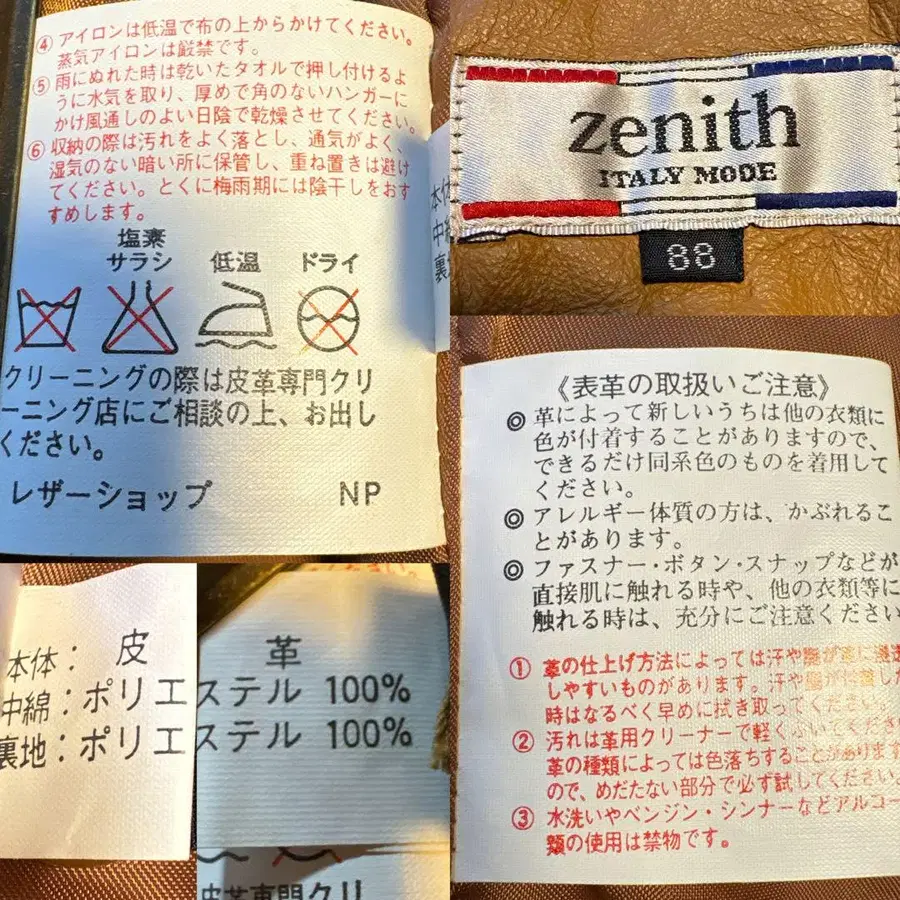 ④ アイロンは低温で布の上からかけてください。
蒸気アイロンは厳禁です。
⑤ 雨にぬれた時は乾いたタオルで押し付けるよ
うに水気を取り、厚めで角のないハンガーに
かけ風通しのよい日陰で乾燥させてください。
⑥ 収納の際は汚れをよく落とし、通気がよく、
湿気のない暗い所に保管し、重ね置きは避け
てください。とくに梅雨期には陰干しをおす
すめします。
塩素
サラシ 低温 ドライ
クリーニングの際は皮革専門クリ
ーニング店にご相談の上、お出し
ください。
レザーショップ NP
本体
中綿
裏
zenith
ITALY MODE
88
《表革の取扱いご注意》
◎ 革によって新しいうちは他の衣類に
色が付着することがありますので、
できるだけ同系色のものを着用して
ください。
◎ アレルギー体質の方は、かぶれるこ
とがあります。
◎ ファスナー・ボタン・スナップなどが
直接肌に触れる時や、他の衣類等に
触れる時は、充分にご注意ください
① 革の仕上げ方法によっては汗や
しやすいものがあります。汗や
時はなるべく早めに拭き取ってください
② 汚れは革用クリーナーで軽くふいてください
革の種類によっては色落ちすることがあります
ので、めだたない部分で必ず試してください。
③ 水洗いやベンジン・シンナーなどアルコー
類の使用は禁物です。
本体：皮
中綿：ポリエ
裏地：ポリエ
革
ステル 100%
ステル 100%
皮革専門クリ